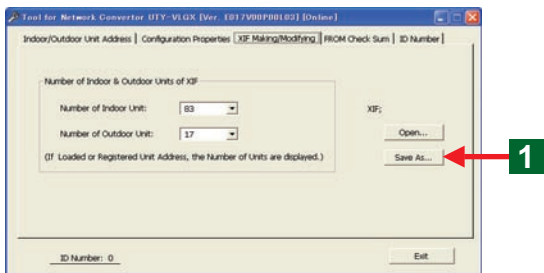 Tool for Network Convertor UTY-VLGX [Ver. E017V00P00L03] [Online]
Indoor/Outdoor Unit Address | Configuration Properties | XIF Making/Modifying | FROM Check Sum | ID Number
Number of Indoor & Outdoor Units of XIF
Number of Indoor Unit: 83 XIF;
Number of Outdoor Unit: 17 Open...
(If Loaded or Registered Unit Address, the Number of Units are displayed.) Save As... 1
ID Number: 0 Exit